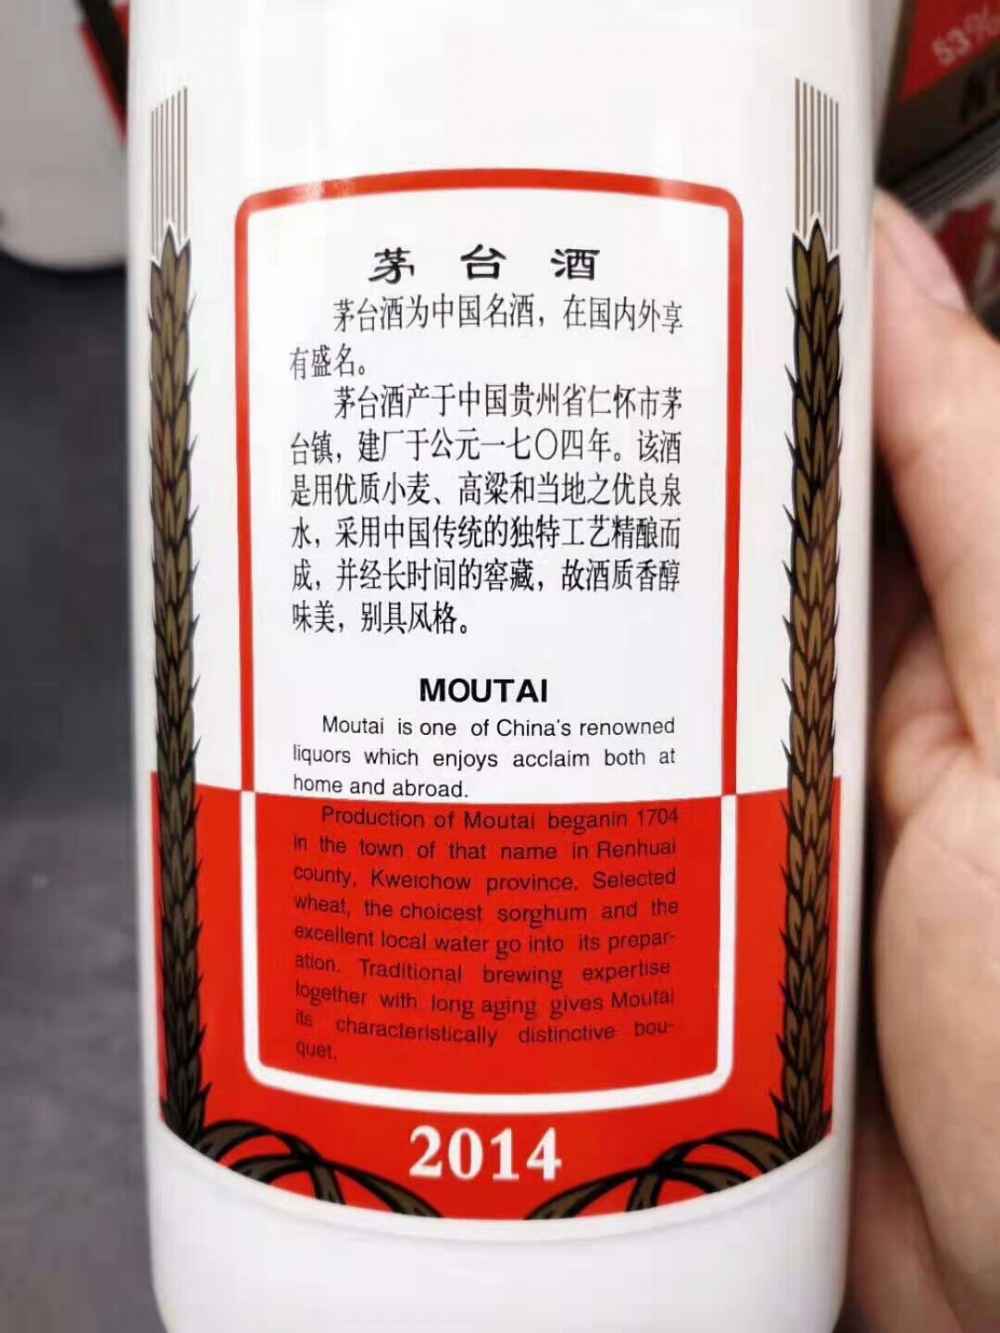 53%
茅台酒
茅台酒为中国名酒，在国内外享
有盛名。
茅台酒产于中国贵州省仁怀市茅
台镇，建厂于公元一七〇四年。该酒
是用优质小麦、高粱和当地之优良泉
水，采用中国传统的独特工艺精酿而
成，并经长时间的窖藏，故酒质香醇
味美，别具风格。
MOUTAI
Moutai is one of China's renowned
liquors which enjoys acclaim both at
home and abroad.
Production of Moutai beganin 1704
in the town of that name in Renhuai
county, Kweichow province. Selected
wheat, the choicest sorghum and the
excellent local water go into its prepar-
ation. Traditional brewing expertise
together with long aging gives Moutai
its characteristically distinctive bou-
quet.
2014